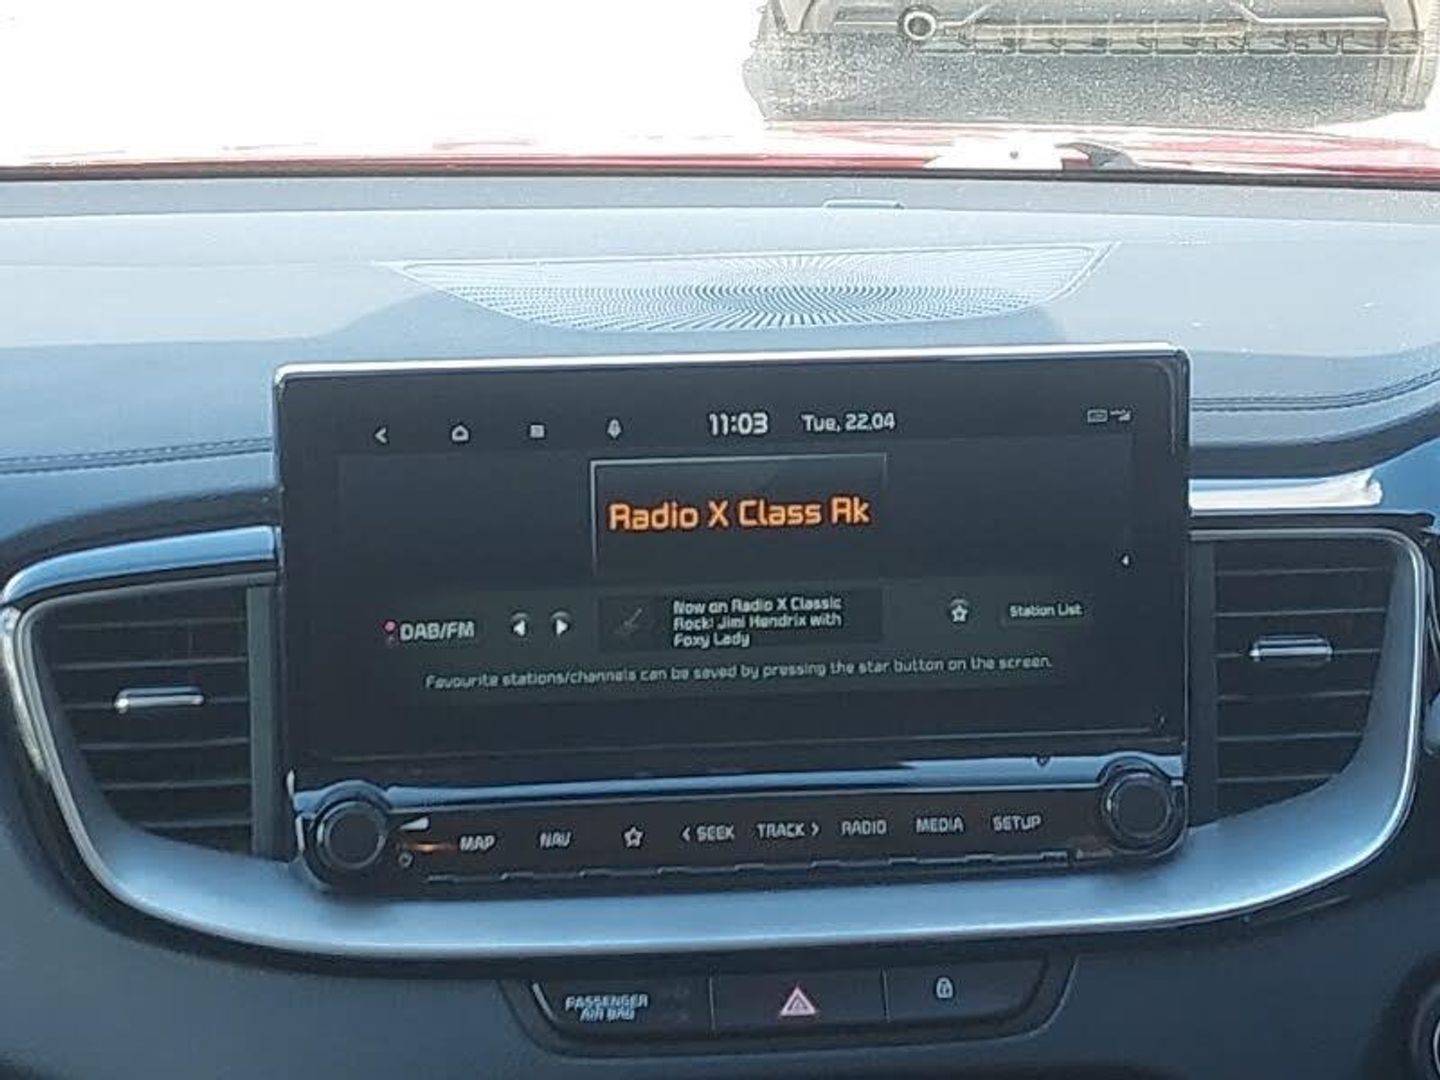 11:03 Tue, 22.04
Radio X Class Rk
DAB/FM
Now on Radio X Classic
Rock: Jimi Hendrix with
Foxy Lady
Station List
Favourite stations/channels can be saved by pressing the star button on the screen.
MAP NAV < SEEK TRACK > RADIO MEDIA SETUP
PASSENGER
AIR BAG